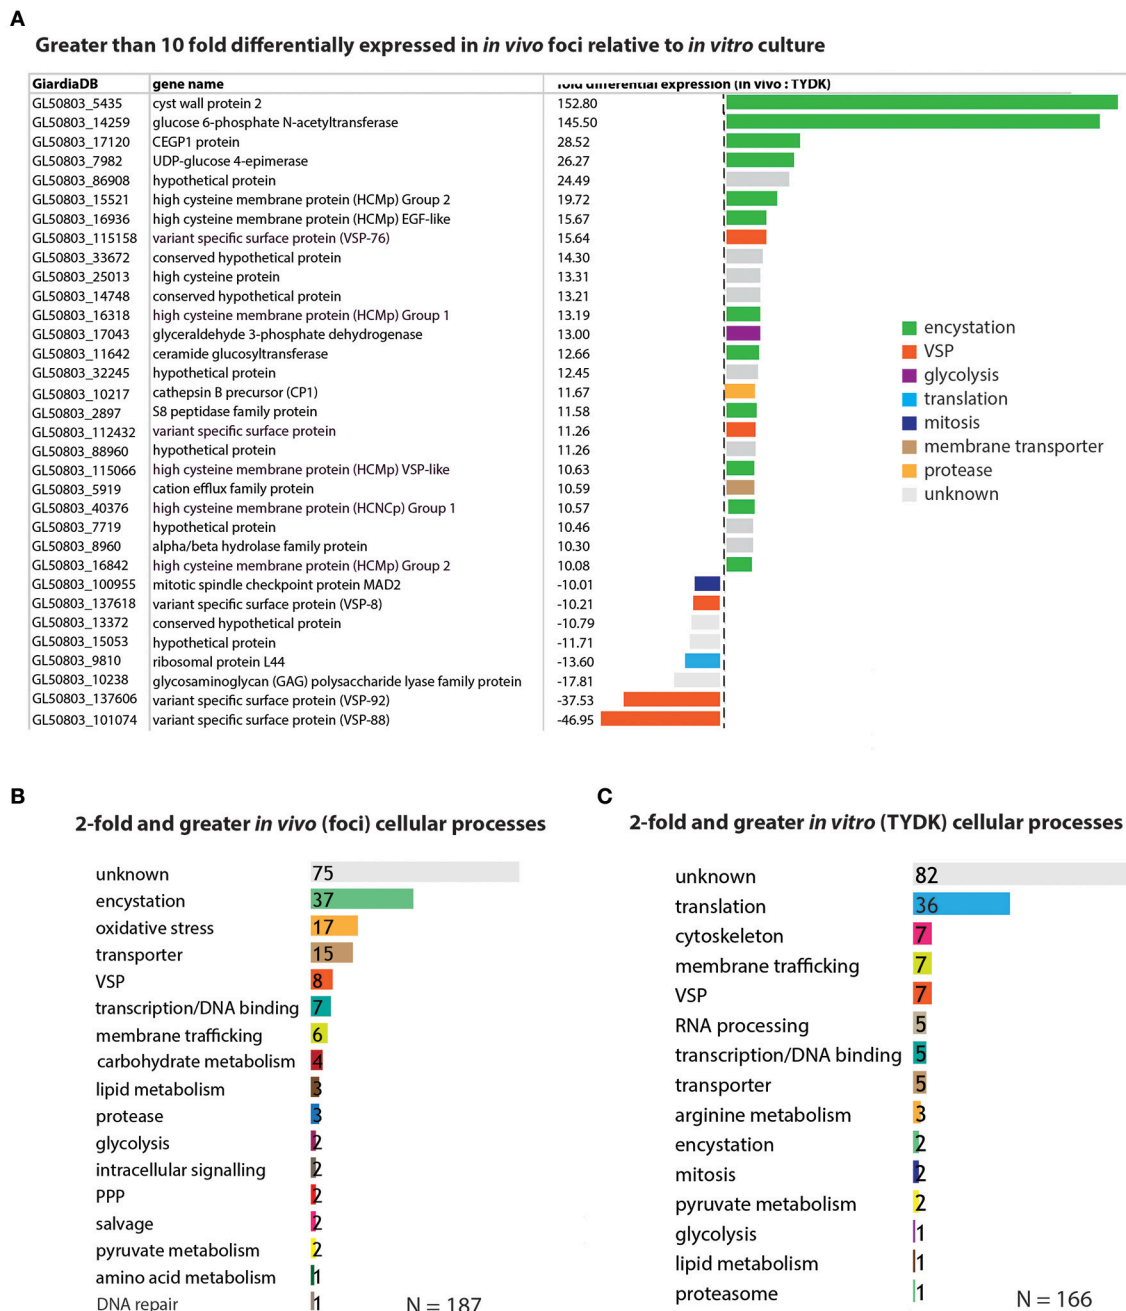 A
Greater than 10 fold differentially expressed in in vivo foci relative to in vitro culture
GiardiaDB gene name fold differential expression (in vivo : TYDK)
GL50803_5435 cyst wall protein 2 152.80
GL50803_14259 glucose 6-phosphate N-acetyltransferase 145.50
GL50803_17120 CEGP1 protein 28.52
GL50803_7982 UDP-glucose 4-epimerase 26.27
GL50803_86908 hypothetical protein 24.49
GL50803_15521 high cysteine membrane protein (HCMp) Group 2 19.72
GL50803_16936 high cysteine membrane protein (HCMp) EGF-like 15.67
GL50803_115158 variant specific surface protein (VSP-76) 15.64
GL50803_33672 conserved hypothetical protein 14.30
GL50803_25013 high cysteine protein 13.31
GL50803_14748 conserved hypothetical protein 13.21
GL50803_16318 high cysteine membrane protein (HCMp) Group 1 13.19
GL50803_17043 glyceraldehyde 3-phosphate dehydrogenase 13.00
GL50803_11642 ceramide glucosyltransferase 12.66
GL50803_32245 hypothetical protein 12.45
GL50803_10217 cathepsin B precursor (CP1) 11.67
GL50803_2897 S8 peptidase family protein 11.58
GL50803_112432 variant specific surface protein 11.26
GL50803_88960 hypothetical protein 11.26
GL50803_115066 high cysteine membrane protein (HCMp) VSP-like 10.63
GL50803_5919 cation efflux family protein 10.59
GL50803_40376 high cysteine membrane protein (HCNCp) Group 1 10.57
GL50803_7719 hypothetical protein 10.46
GL50803_8960 alpha/beta hydrolase family protein 10.30
GL50803_16842 high cysteine membrane protein (HCMp) Group 2 10.08
GL50803_100955 mitotic spindle checkpoint protein MAD2 -10.01
GL50803_137618 variant specific surface protein (VSP-8) -10.21
GL50803_13372 conserved hypothetical protein -10.79
GL50803_15053 hypothetical protein -11.71
GL50803_9810 ribosomal protein L44 -13.60
GL50803_10238 glycosaminoglycan (GAG) polysaccharide lyase family protein -17.81
GL50803_137606 variant specific surface protein (VSP-92) -37.53
GL50803_101074 variant specific surface protein (VSP-88) -46.95
encystation
VSP
glycolysis
translation
mitosis
membrane transporter
protease
unknown
B
2-fold and greater in vivo (foci) cellular processes
unknown 75
encystation 37
oxidative stress 17
transporter 15
VSP 8
transcription/DNA binding 7
membrane trafficking 6
carbohydrate metabolism 4
lipid metabolism 3
protease 3
glycolysis 2
intracellular signalling 2
PPP 2
salvage 2
pyruvate metabolism 2
amino acid metabolism 1
DNA repair 1
N = 187
C
2-fold and greater in vitro (TYDK) cellular processes
unknown 82
translation 36
cytoskeleton 7
membrane trafficking 7
VSP 7
RNA processing 5
transcription/DNA binding 5
transporter 5
arginine metabolism 3
encystation 2
mitosis 2
pyruvate metabolism 2
glycolysis 1
lipid metabolism 1
proteasome 1
N = 166